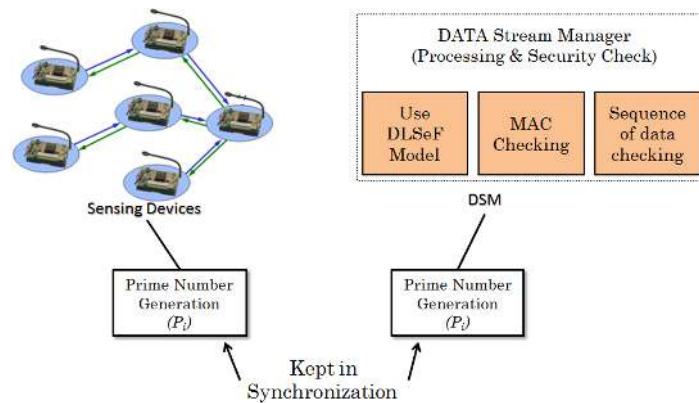 DATA Stream Manager
(Processing & Security Check)
Use
DLSeF
Model
MAC
Checking
Sequence
of data
checking
Sensing Devices
DSM
Prime Number
Generation
(Pi)
Prime Number
Generation
(Pi)
Kept in
Synchronization